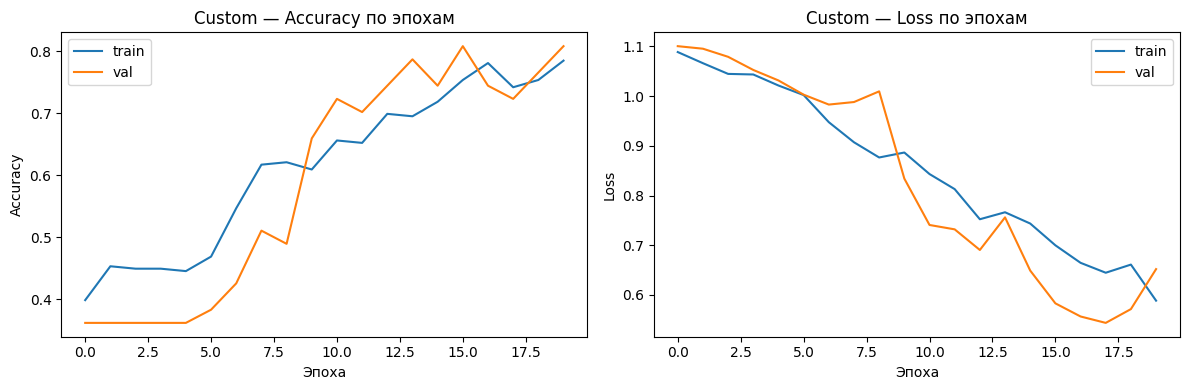 Custom — Accuracy по эпохам
train
val
Accuracy
0.8
0.7
0.6
0.5
0.4
0.0 2.5 5.0 7.5 10.0 12.5 15.0 17.5
Эпоха
Custom — Loss по эпохам
train
val
Loss
1.1
1.0
0.9
0.8
0.7
0.6
0.0 2.5 5.0 7.5 10.0 12.5 15.0 17.5
Эпоха